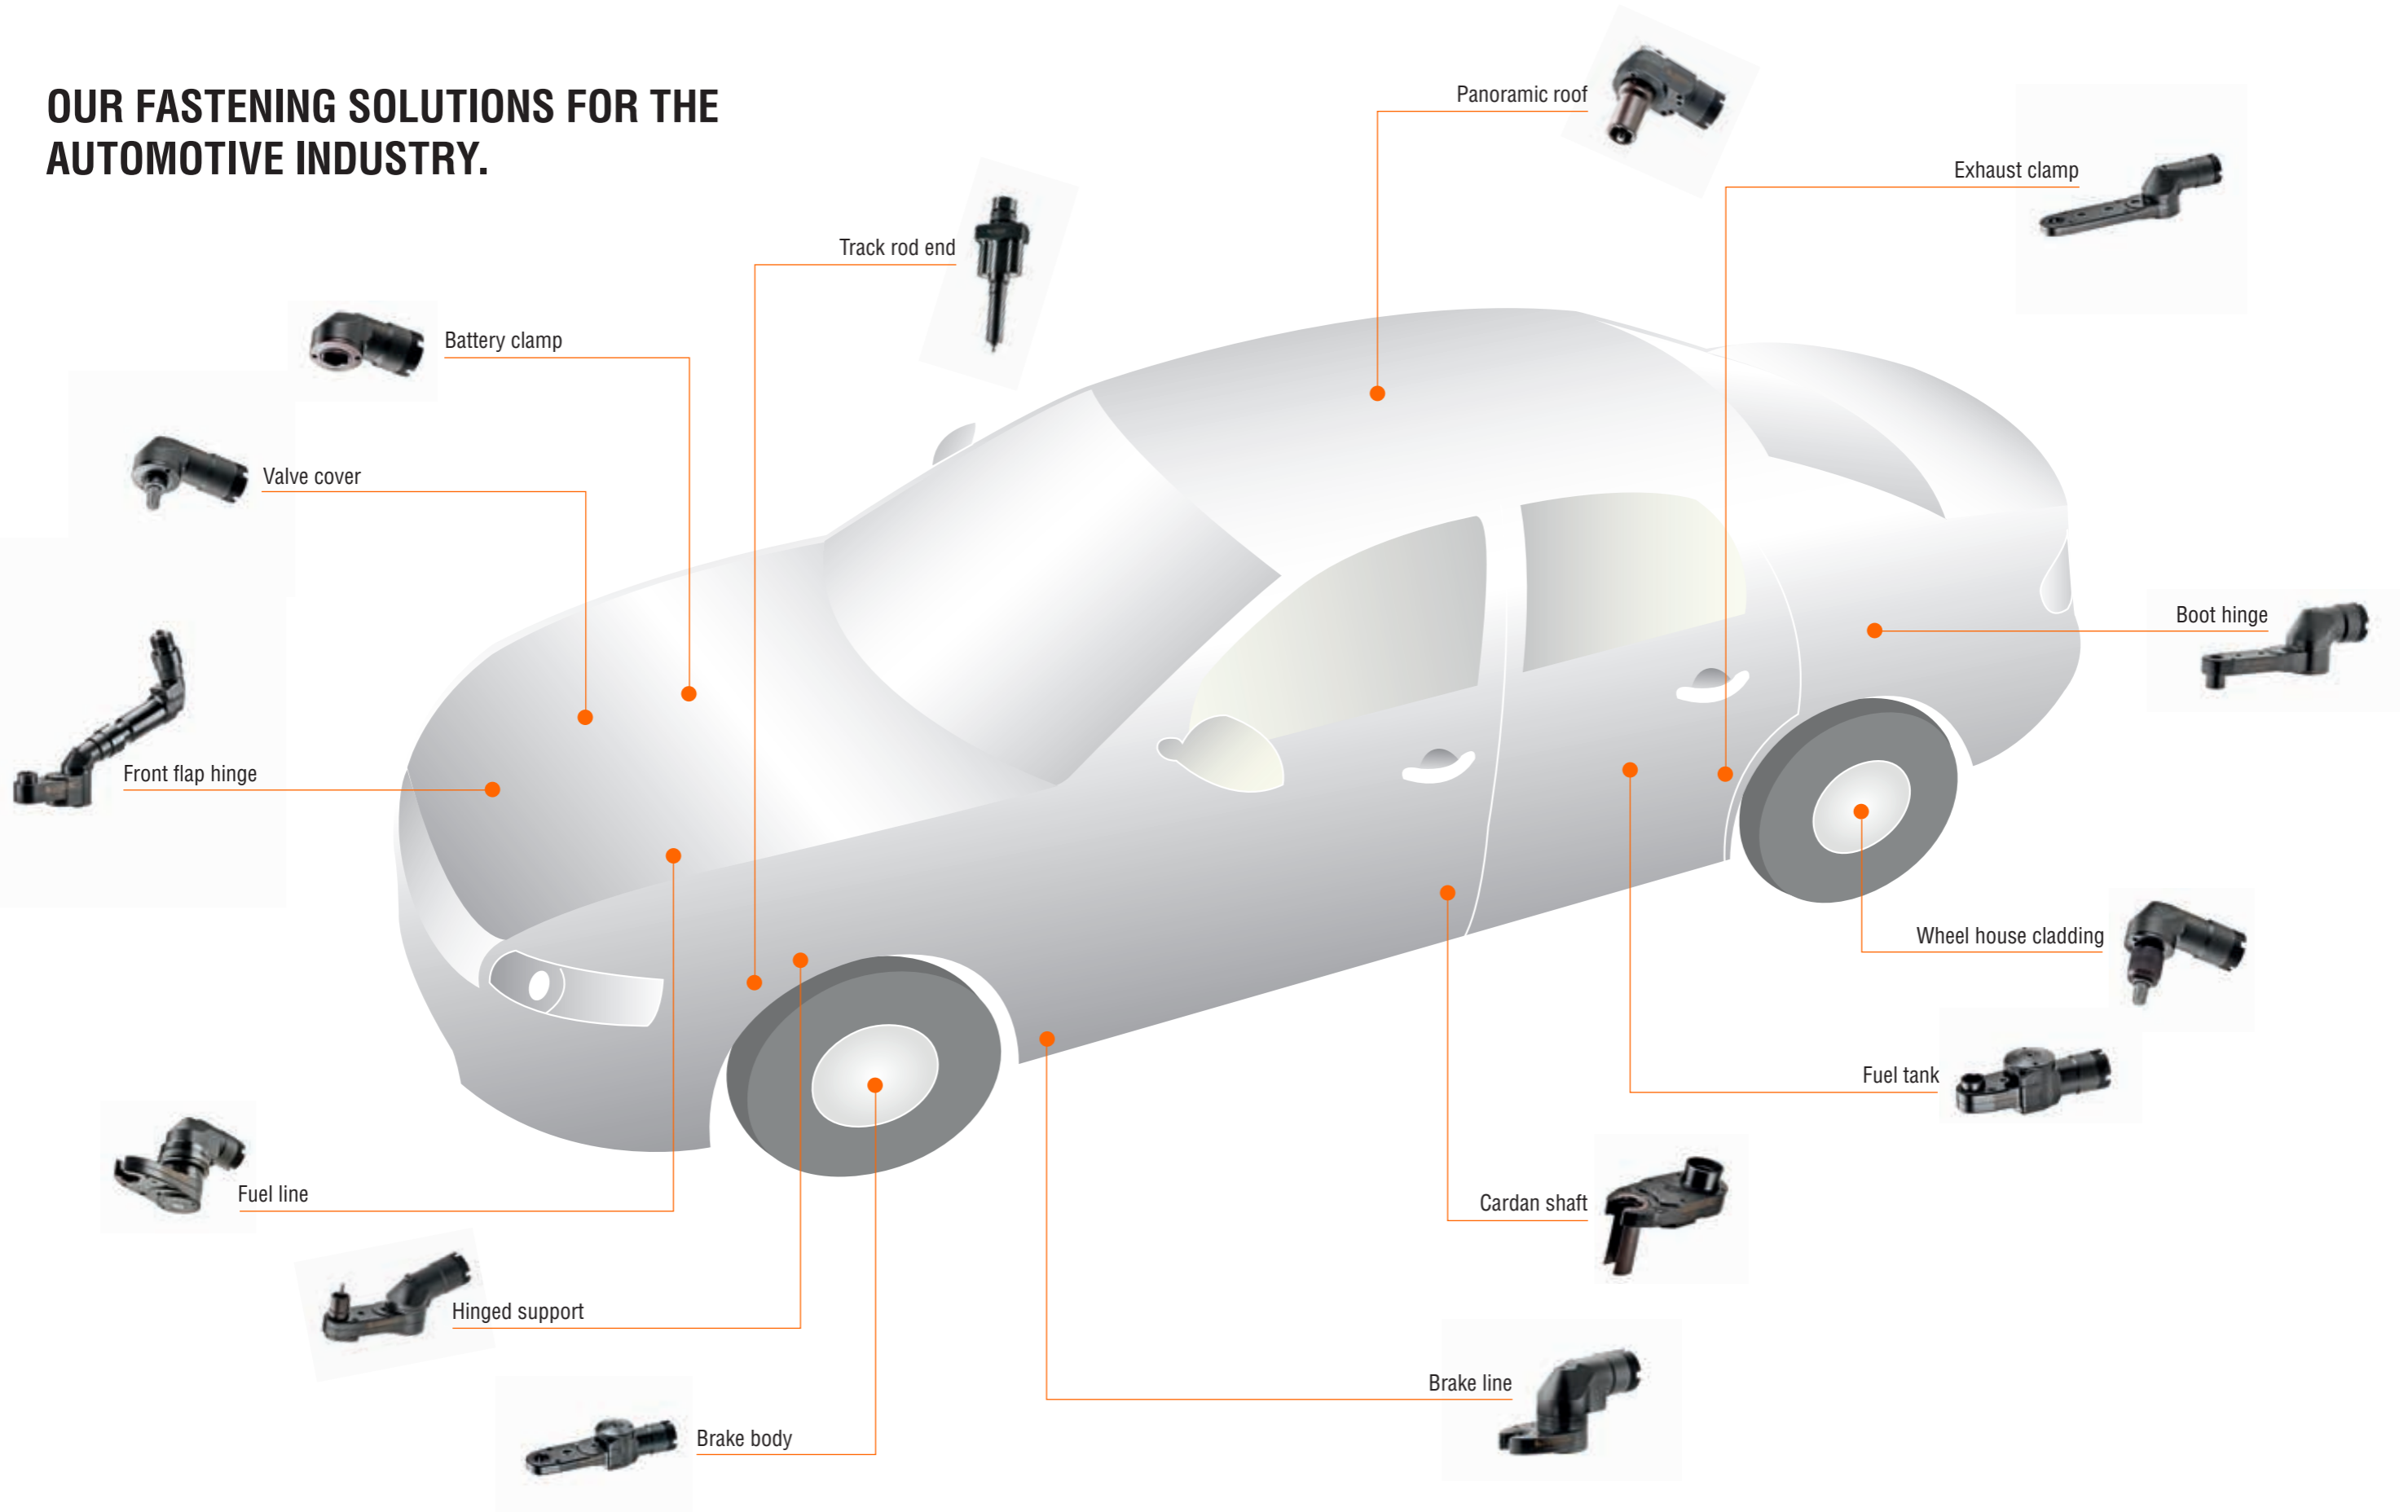 OUR FASTENING SOLUTIONS FOR THE
AUTOMOTIVE INDUSTRY.
Panoramic roof
Exhaust clamp
Track rod end
Battery clamp
Valve cover
Boot hinge
Front flap hinge
Wheel house cladding
Fuel tank
Fuel line
Cardan shaft
Hinged support
Brake line
Brake body